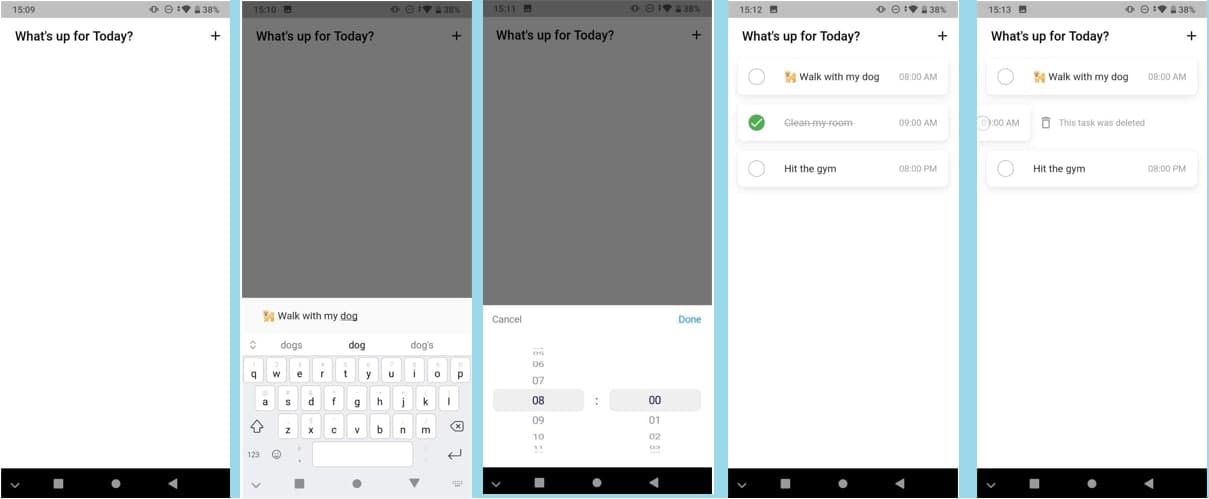 15:09 38%
What's up for Today? +
15:10 38%
What's up for Today? +
Walk with my dog
dogs dog dog's
q w e r t y u i o p
a s d f g h j k l
z x c v b n m
123
15:11 38%
What's up for Today? +
Cancel Done
05
06
07
08 : 00
09 01
10 02
11 03
15:12 38%
What's up for Today? +
Walk with my dog 08:00 AM
Clean my room 09:00 AM
Hit the gym 08:00 PM
15:13 38%
What's up for Today? +
Walk with my dog 08:00 AM
:00 AM This task was deleted
Hit the gym 08:00 PM